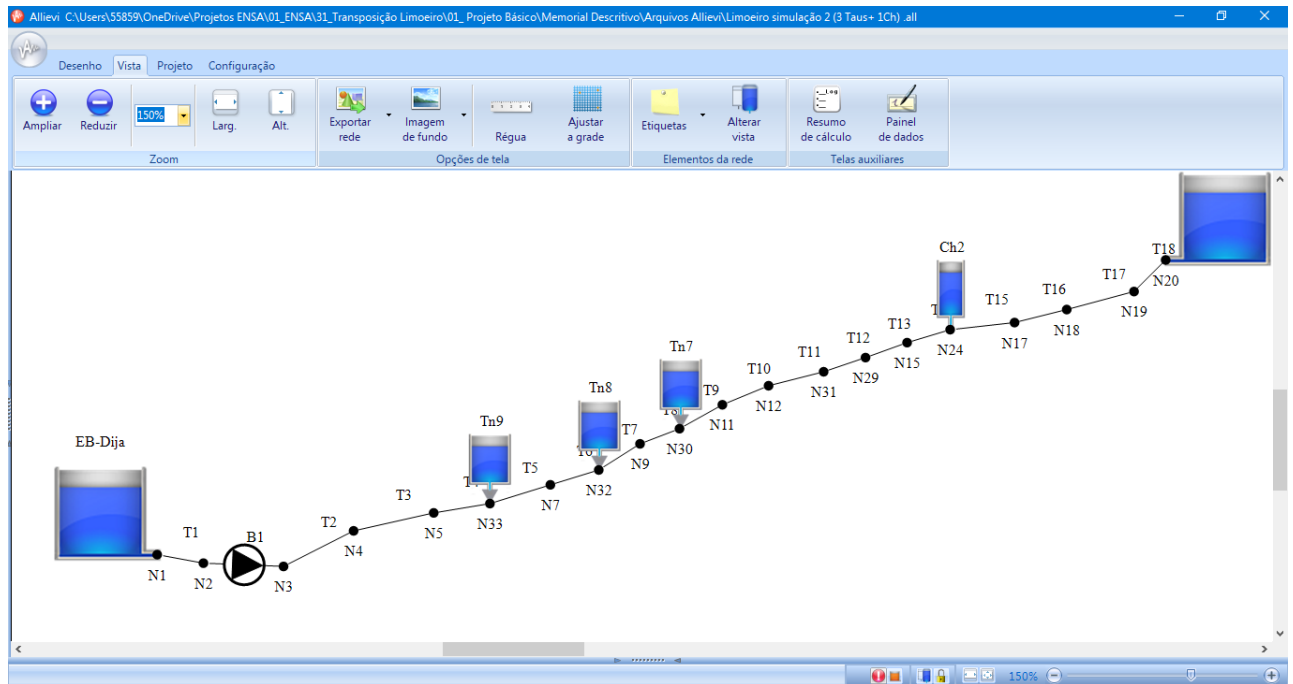 Allievi C:\Users\55859\OneDrive\Projetos ENSA\01_ENSA\31_Transposição Limoeiro\01_ Projeto Básico\Memorial Descritivo\Arquivos Allievi\Limoeiro simulação 2 (3 Taus+ 1Ch) .all
Desenho Vista Projeto Configuração
Ampliar Reduzir 150% Larg. Alt.
Exportar rede Imagem de fundo Régua Ajustar a grade
Etiquetas Alterar vista
Resumo de cálculo Painel de dados
Zoom Opções de tela Elementos da rede Telas auxiliares
Ch2
T18
T17
N20
T16
T15
N19
N18
T13
N17
N24
T12
N15
Tn7
T11
N29
T10
N31
Tn8
T9
N12
N11
Tn9
T7
N30
EB-Dija
N9
T5
N32
T3
N7
T2
N33
N5
T1
B1
N4
N1
N2
N3
150%